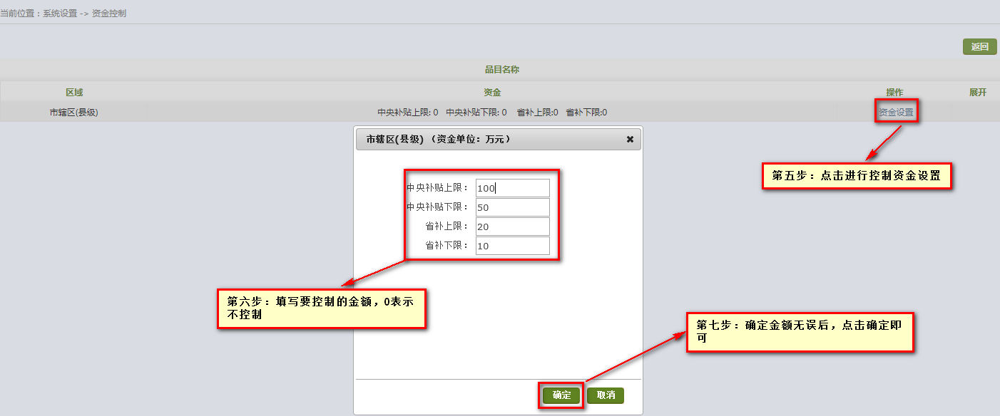 当前位置：系统设置 -> 资金控制
返回
品目名称
区域 资金 操作 展开
市辖区(县级) 中央补贴上限: 0 中央补贴下限: 0 省补上限:0 省补下限:0 资金设置
市辖区(县级) （资金单位：万元） ✖
第五步：点击进行控制资金设置
中央补贴上限： 100
中央补贴下限： 50
省补上限： 20
省补下限： 10
第六步：填写要控制的金额，0表示
不控制
第七步：确定金额无误后，点击确定即
可
确定 取消